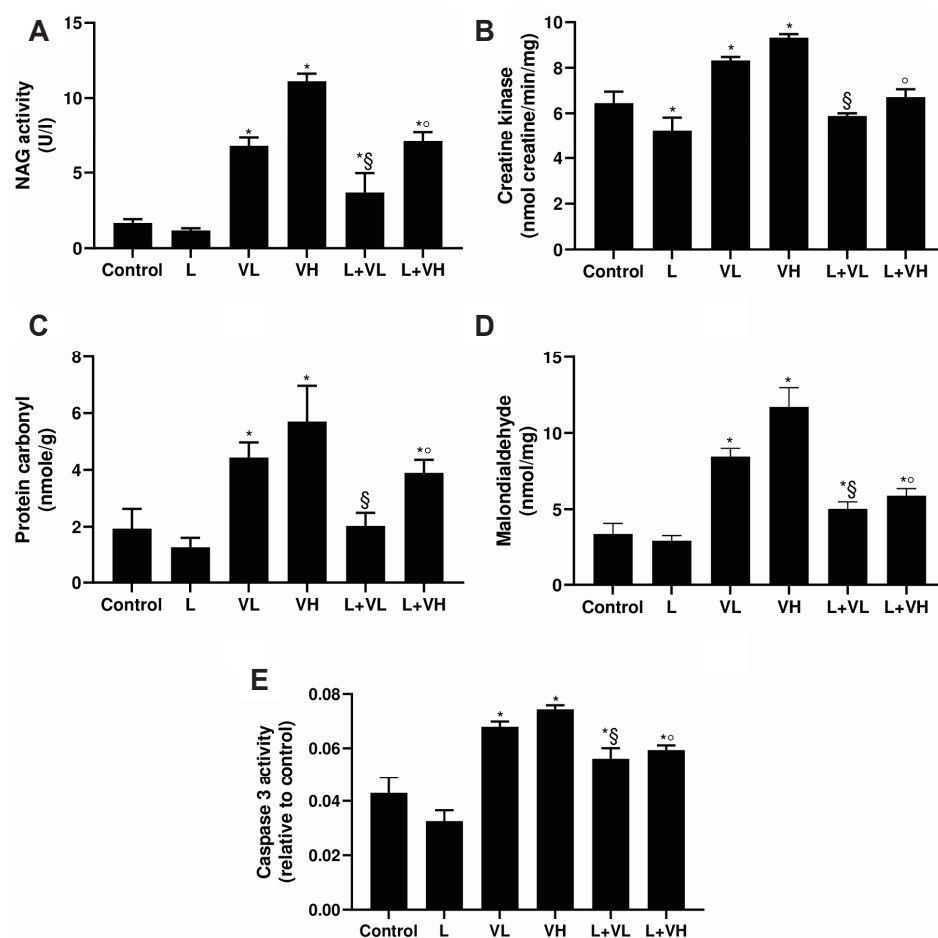 A
NAG activity
(U/l)
15
10
5
0
* * *§ *○
Control L VL VH L+VL L+VH
B
Creatine kinase
(nmol creatine/min/mg)
10
8
6
4
2
0
* * * § ○
Control L VL VH L+VL L+VH
C
Protein carbonyl
(nmole/g)
8
6
4
2
0
* * § *○
Control L VL VH L+VL L+VH
D
Malondialdehyde
(nmol/mg)
15
10
5
0
* * *§ *○
Control L VL VH L+VL L+VH
E
Caspase 3 activity
(relative to control)
0.08
0.06
0.04
0.02
0.00
* * *§ *○
Control L VL VH L+VL L+VH